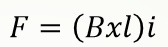 F = (Bxl)i